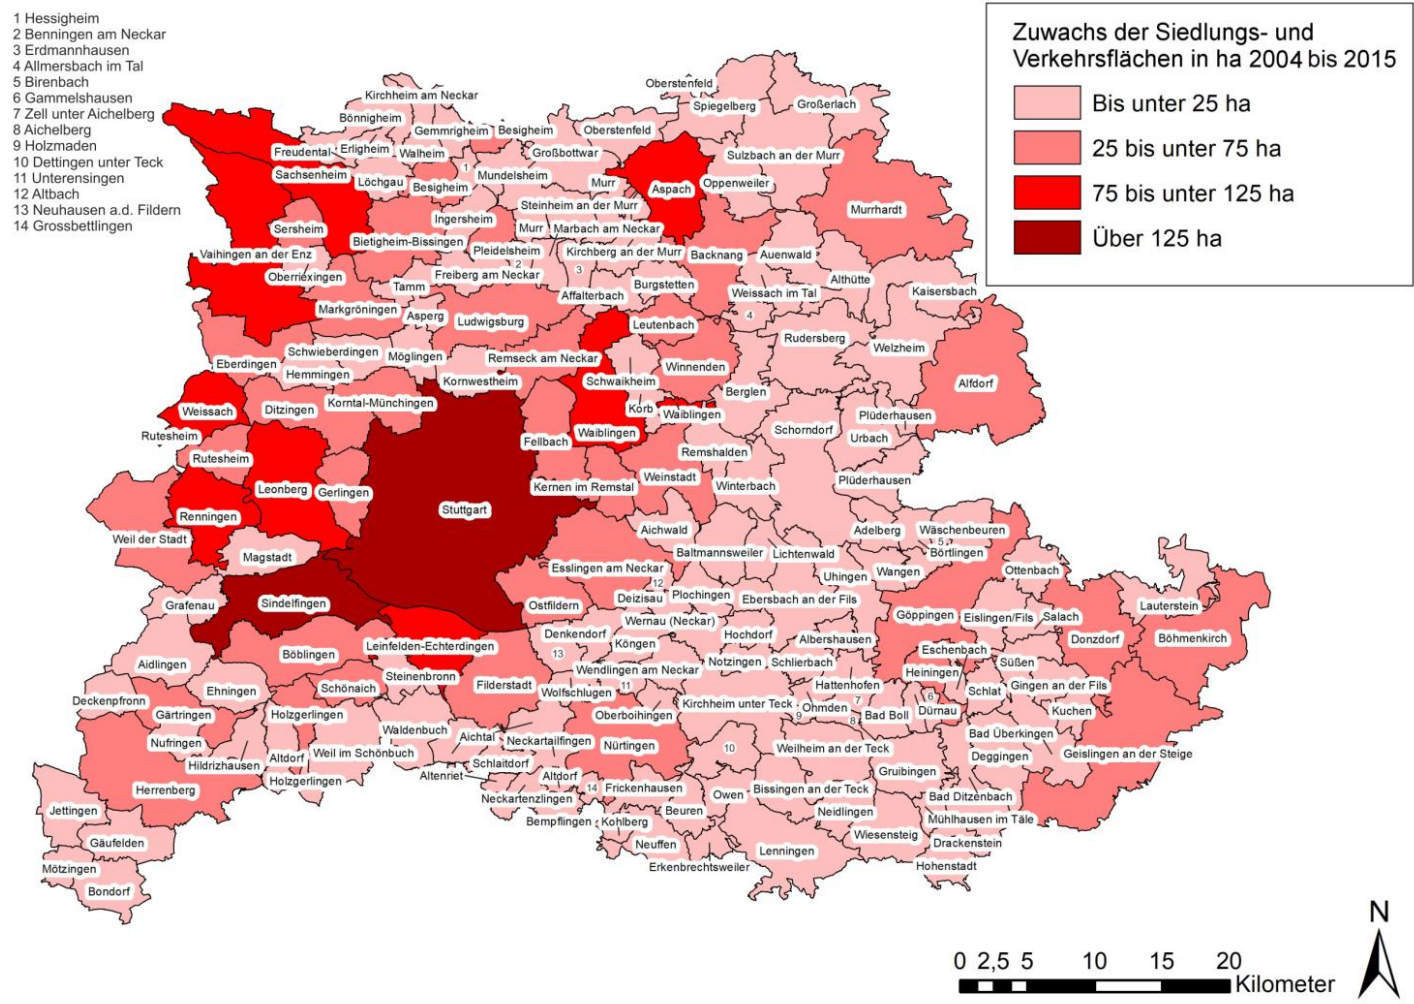 1 Hessigheim
2 Benningen am Neckar
3 Erdmannhausen
4 Allmersbach im Tal
5 Birenbach
6 Gammelshausen
7 Zell unter Aichelberg
8 Aichelberg
9 Holzmaden
10 Dettingen unter Teck
11 Unterensingen
12 Altbach
13 Neuhausen a.d. Fildern
14 Grossbettlingen
Zuwachs der Siedlungs- und
Verkehrsflächen in ha 2004 bis 2015
Bis unter 25 ha
25 bis unter 75 ha
75 bis unter 125 ha
Über 125 ha
Oberstenfeld
Kirchheim am Neckar
Spiegelberg
Großerlach
Bönnigheim
Gemmrigheim
Besigheim
Oberstenfeld
Freudental
Erligheim
Walheim
Großbottwar
Sulzbach an der Murr
Sachsenheim
Löchgau
Besigheim
1
Mundelsheim
Murr
Aspach
Oppenweiler
Steinheim an der Murr
Murrhardt
Sersheim
Ingersheim
Murr
Marbach am Neckar
Bietigheim-Bissingen
Pleidelsheim
Kirchberg an der Murr
Backnang
Auenwald
Vaihingen an der Enz
2
3
Oberriexingen
Freiberg am Neckar
Tamm
Burgstetten
Althütte
Kaisersbach
Affalterbach
Weissach im Tal
Markgröningen
Asperg
Ludwigsburg
4
Leutenbach
Rudersberg
Welzheim
Schwieberdingen
Möglingen
Remseck am Neckar
Eberdingen
Hemmingen
Winnenden
Kornwestheim
Schwaikheim
Alfdorf
Berglen
Weissach
Ditzingen
Korntal-Münchingen
Korb
Waiblingen
Plüderhausen
Rutesheim
Waiblingen
Schorndorf
Urbach
Fellbach
Remshalden
Rutesheim
Leonberg
Gerlingen
Kernen im Remstal
Weinstadt
Winterbach
Plüderhausen
Stuttgart
Renningen
Aichwald
Adelberg
Wäschenbeuren
Weil der Stadt
5
Magstadt
Baltmannsweiler
Lichtenwald
Börtlingen
Esslingen am Neckar
Wangen
Ottenbach
12
Uhingen
Grafenau
Sindelfingen
Ostfildern
Deizisau
Plochingen
Ebersbach an der Fils
Lauterstein
Wernau (Neckar)
Göppingen
Eislingen/Fils
Salach
Denkendorf
Hochdorf
Albershausen
Donzdorf
Böhmenkirch
Leinfelden-Echterdingen
Köngen
Eschenbach
Böblingen
13
Notzingen
Schlierbach
Süßen
Aidlingen
Wendlingen am Neckar
Heiningen
Steinenbronn
Filderstadt
11
Hattenhofen
Gingen an der Fils
Ehningen
Schönaich
Wolfschlugen
6
Schlat
Deckenpfronn
Kirchheim unter Teck
7
Ohmden
Dürnau
Kuchen
Gärtringen
Holzgerlingen
Oberboihingen
9
8
Bad Boll
Waldenbuch
Bad Überkingen
Nufringen
Aichtal
Neckartailfingen
Nürtingen
10
Weilheim an der Teck
Weil im Schönbuch
Geislingen an der Steige
Hildrizhausen
Altdorf
Schlaitdorf
Deggingen
Holzgerlingen
Altenriet
Altdorf
Gruibingen
Herrenberg
14
Frickenhausen
Owen
Bissingen an der Teck
Bad Ditzenbach
Neckartenzlingen
Jettingen
Beuren
Neidlingen
Mühlhausen im Täle
Bempflingen
Kohlberg
Wiesensteig
Gäufelden
Neuffen
Lenningen
Drackenstein
Mötzingen
Erkenbrechtsweiler
Hohenstadt
Bondorf
N
0 2,5 5 10 15 20
Kilometer